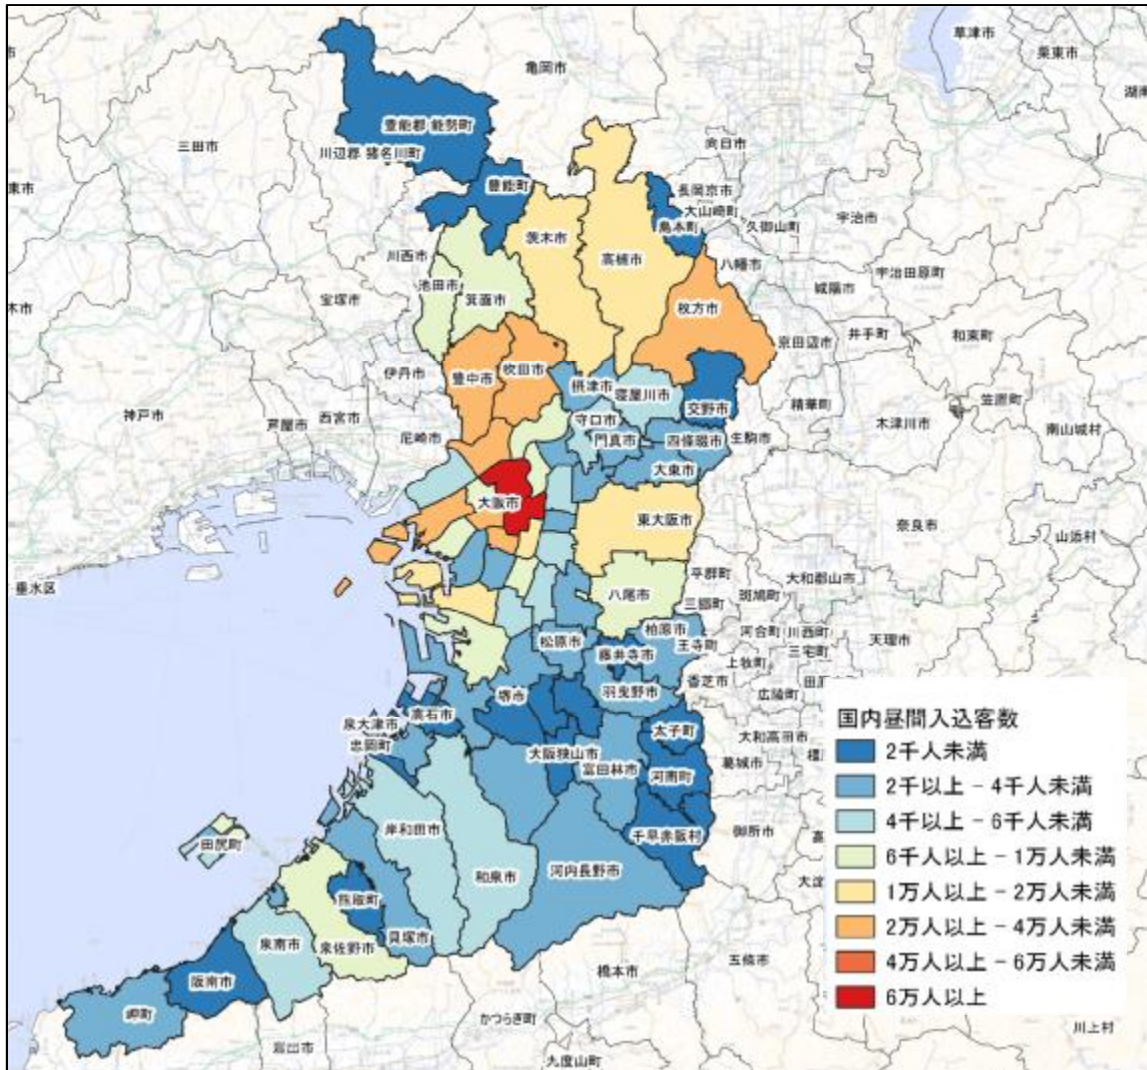 草津市
栗東市
亀岡市
湖南
豊能郡 能勢町
三田市
向日市
川辺郡 猪名川町
豊能町
長岡京市
大山崎町
宇治市
島本町
久御山町
茨木市
高槻市
川西市
八幡市
宇治田原町
池田市
箕面市
城陽市
宝塚市
枚方市
井手町
和束町
京田辺市
伊丹市
豊中市
吹田市
摂津市
寝屋川市
交野市
精華町
笠置町
神戸市
芦屋市
西宮市
尼崎市
守口市
門真市
四條畷市
生駒市
木津川市
南山城村
大東市
大阪市
東大阪市
奈良市
山添村
垂水区
平群町
大和郡山市
八尾市
斑鳩町
三郷町
柏原市
河合町
川西町
天理市
松原市
藤井寺市
王寺町
三宅町
上牧町
香芝市
羽曳野市
広陵町
堺市
高石市
泉大津市
忠岡町
太子町
大和高田市
大阪狭山市
富田林市
葛城市
河南町
千早赤阪村
御所市
田尻町
岸和田市
和泉市
河内長野市
熊取町
泉南市
泉佐野市
貝塚市
阪南市
岬町
橋本市
五條市
かつらぎ町
九度山町
川上村
国内昼間入込客数
2千人未満
2千以上 - 4千人未満
4千以上 - 6千人未満
6千人以上 - 1万人未満
1万人以上 - 2万人未満
2万人以上 - 4万人未満
4万人以上 - 6万人未満
6万人以上